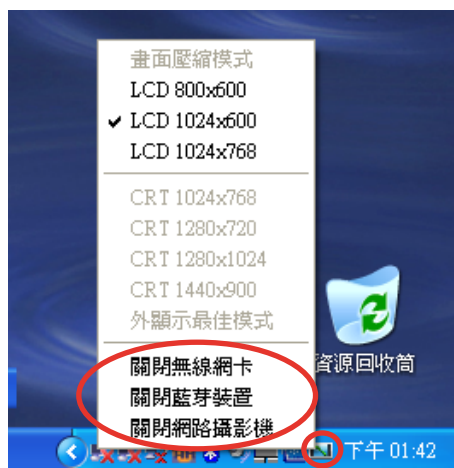 畫面壓縮模式
LCD 800x600
LCD 1024x600
LCD 1024x768
CRT 1024x768
CRT 1280x720
CRT 1280x1024
CRT 1440x900
外顯示最佳模式
關閉無線網卡
關閉藍芽裝置
關閉網路攝影機
資源回收筒
下午 01:42